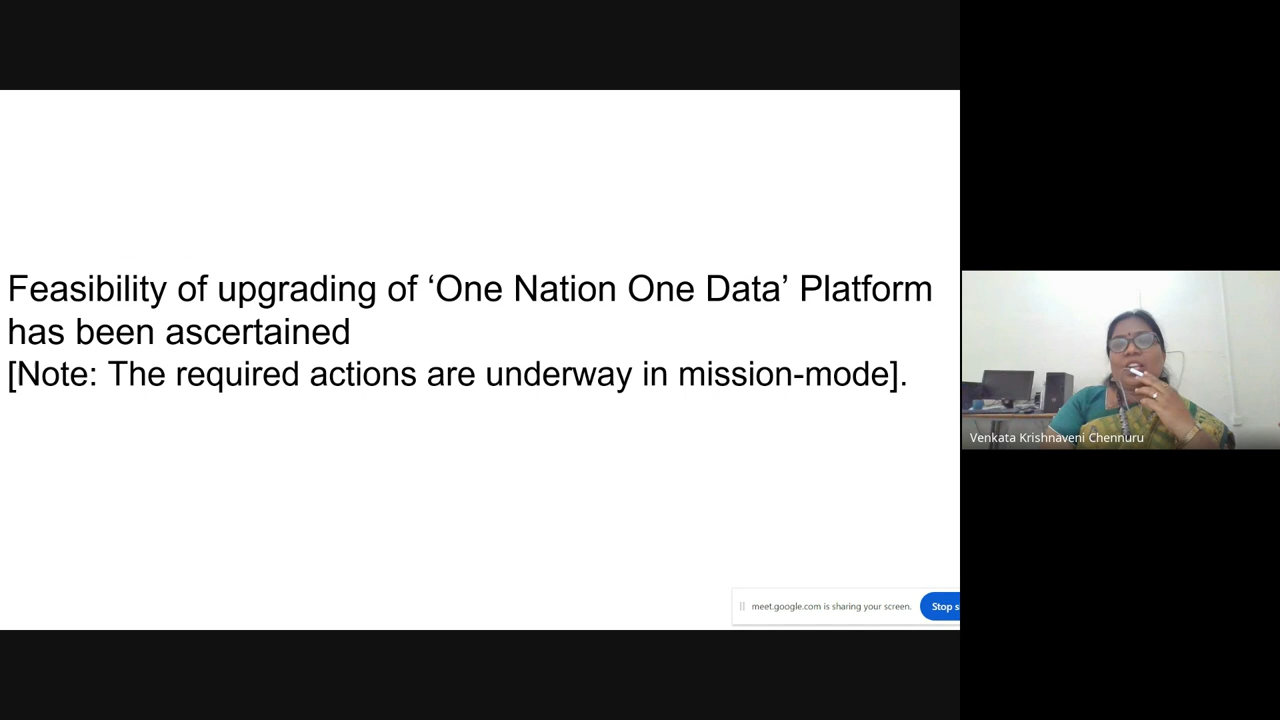 Feasibility of upgrading of ‘One Nation One Data’ Platform
has been ascertained
[Note: The required actions are underway in mission-mode].
meet.google.com is sharing your screen.
Stop s
Venkata Krishnaveni Chennuru